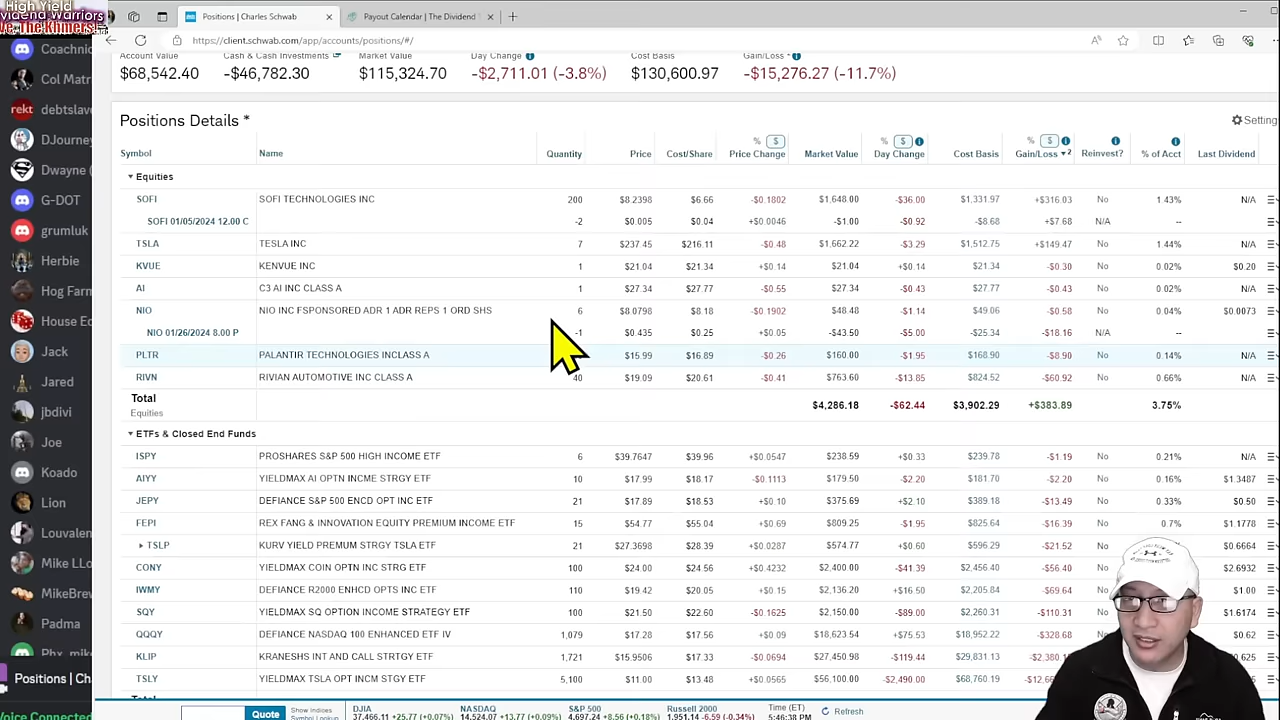 High Yield
vidend Warriors
Positions | Charles Schwab
Payout Calendar | The Dividend
https://client.schwab.com/app/accounts/positions/#/
Coachnic
Col Matr
debtslave
DJourney
Dwayne (
G-DOT
grumluk
Herbie
Hog Farm
House Ed
Jack
Jared
jbdivi
Joe
Koado
Lion
Louvalen
Mike LLo
MikeBrew
Padma
Phx_mike
Positions | Ch
Voice Connected
Account Value Cash & Cash Investments Market Value Day Change Cost Basis Gain/Loss *
$68,542.40 -$46,782.30 $115,324.70 -$2,711.01 (-3.8%) $130,600.97 -$15,276.27 (-11.7%)
Positions Details *
Setting
% $ % $ % $
Symbol Name Quantity Price Cost/Share Price Change Market Value Day Change Cost Basis Gain/Loss 2 Reinvest? % of Acct Last Dividend
Equities
SOFI SOFI TECHNOLOGIES INC 200 $8.2398 $6.66 -$0.1802 $1,648.00 -$36.00 $1,331.97 +$316.03 No 1.43% N/A
SOFI 01/05/2024 12.00 C -2 $0.005 $0.04 +$0.0046 -$1.00 -$0.92 -$8.68 +$7.68 N/A --
TSLA TESLA INC 7 $237.45 $216.11 -$0.48 $1,662.22 -$3.29 $1,512.75 +$149.47 No 1.44% N/A
KVUE KENVUE INC 1 $21.04 $21.34 +$0.14 $21.04 +$0.14 $21.34 -$0.30 No 0.02% $0.20
AI C3 AI INC CLASS A 1 $27.34 $27.77 -$0.55 $27.34 -$0.43 $27.77 -$0.43 No 0.02% N/A
NIO NIO INC FSPONSORED ADR 1 ADR REPS 1 ORD SHS 6 $8.0798 $8.18 -$0.1902 $48.48 -$1.14 $49.06 -$0.58 No 0.04% $0.0073
NIO 01/26/2024 8.00 P -1 $0.435 $0.25 +$0.05 -$43.50 -$5.00 -$25.34 -$18.16 N/A --
PLTR PALANTIR TECHNOLOGIES INCLASS A $15.99 $16.89 -$0.26 $160.00 -$1.95 $168.90 -$8.90 No 0.14% N/A
RIVN RIVIAN AUTOMOTIVE INC CLASS A 40 $19.09 $20.61 -$0.41 $763.60 -$13.85 $824.52 -$60.92 No 0.66% N/A
Total $4,286.18 -$62.44 $3,902.29 +$383.89 3.75%
Equities
ETFs & Closed End Funds
ISPY PROSHARES S&P 500 HIGH INCOME ETF 6 $39.7647 $39.96 +$0.0547 $238.59 +$0.33 $239.78 -$1.19 No 0.21% N/A
AIYY YIELDMAX AI OPTN INCME STRGY ETF 10 $17.99 $18.17 -$0.1113 $179.50 -$2.20 $181.70 -$2.20 No 0.16% $1.3487
JEPY DEFIANCE S&P 500 ENCD OPT INC ETF 21 $17.89 $18.53 +$0.10 $375.69 +$2.10 $389.18 -$13.49 No 0.33% $0.50
FEPI REX FANG & INNOVATION EQUITY PREMIUM INCOME ETF 15 $54.77 $55.04 +$0.69 $809.25 -$1.95 $825.64 -$16.39 No 0.7% $1.1778
TSLP KURV YIELD PREMUM STRGY TSLA ETF 21 $27.3698 $28.39 +$0.0287 $574.77 +$0.60 $596.29 -$21.52 No $0.6664
CONY YIELDMAX COIN OPTN INC STRG ETF 100 $24.00 $24.56 +$0.4232 $2,400.00 -$41.39 $2,456.40 -$56.40 No $2.6932
IWMY DEFIANCE R2000 ENHCD OPTS INC ETF 110 $19.42 $20.05 +$0.15 $2,136.20 +$16.50 $2,205.84 -$69.64 No $1.00
SQY YIELDMAX SQ OPTION INCOME STRATEGY ETF 100 $21.50 $22.60 -$0.1625 $2,150.00 -$89.00 $2,260.31 -$110.31 No $1.6174
QQQY DEFIANCE NASDAQ 100 ENHANCED ETF IV 1,079 $17.28 $17.56 +$0.09 $18,623.54 +$75.53 $18,952.22 -$328.68 No $0.62
KLIP KRANESHS INT AND CALL STRTGY ETF 1,721 $15.9506 $17.33 -$0.0694 $27,450.98 -$119.44 $29,831.13 -$2,380. 0.625
TSLY YIELDMAX TSLA OPT INCM STGY ETF 5,100 $11.00 $13.48 +$0.0566 $56,100.00 -$2,490.00 $68,760.19
Quote
Show Indices
Symbol Lookup
DJIA NASDAQ S&P 500 Russell 2000 Time (ET)
37,466.11 +25.77 (+0.07%) 14,524.07 +13.77 (+0.09%) 4,697.24 +8.56 (+0.18%) 1,951.14 -6.59 (-0.34%) 5:46:38 PM Refresh